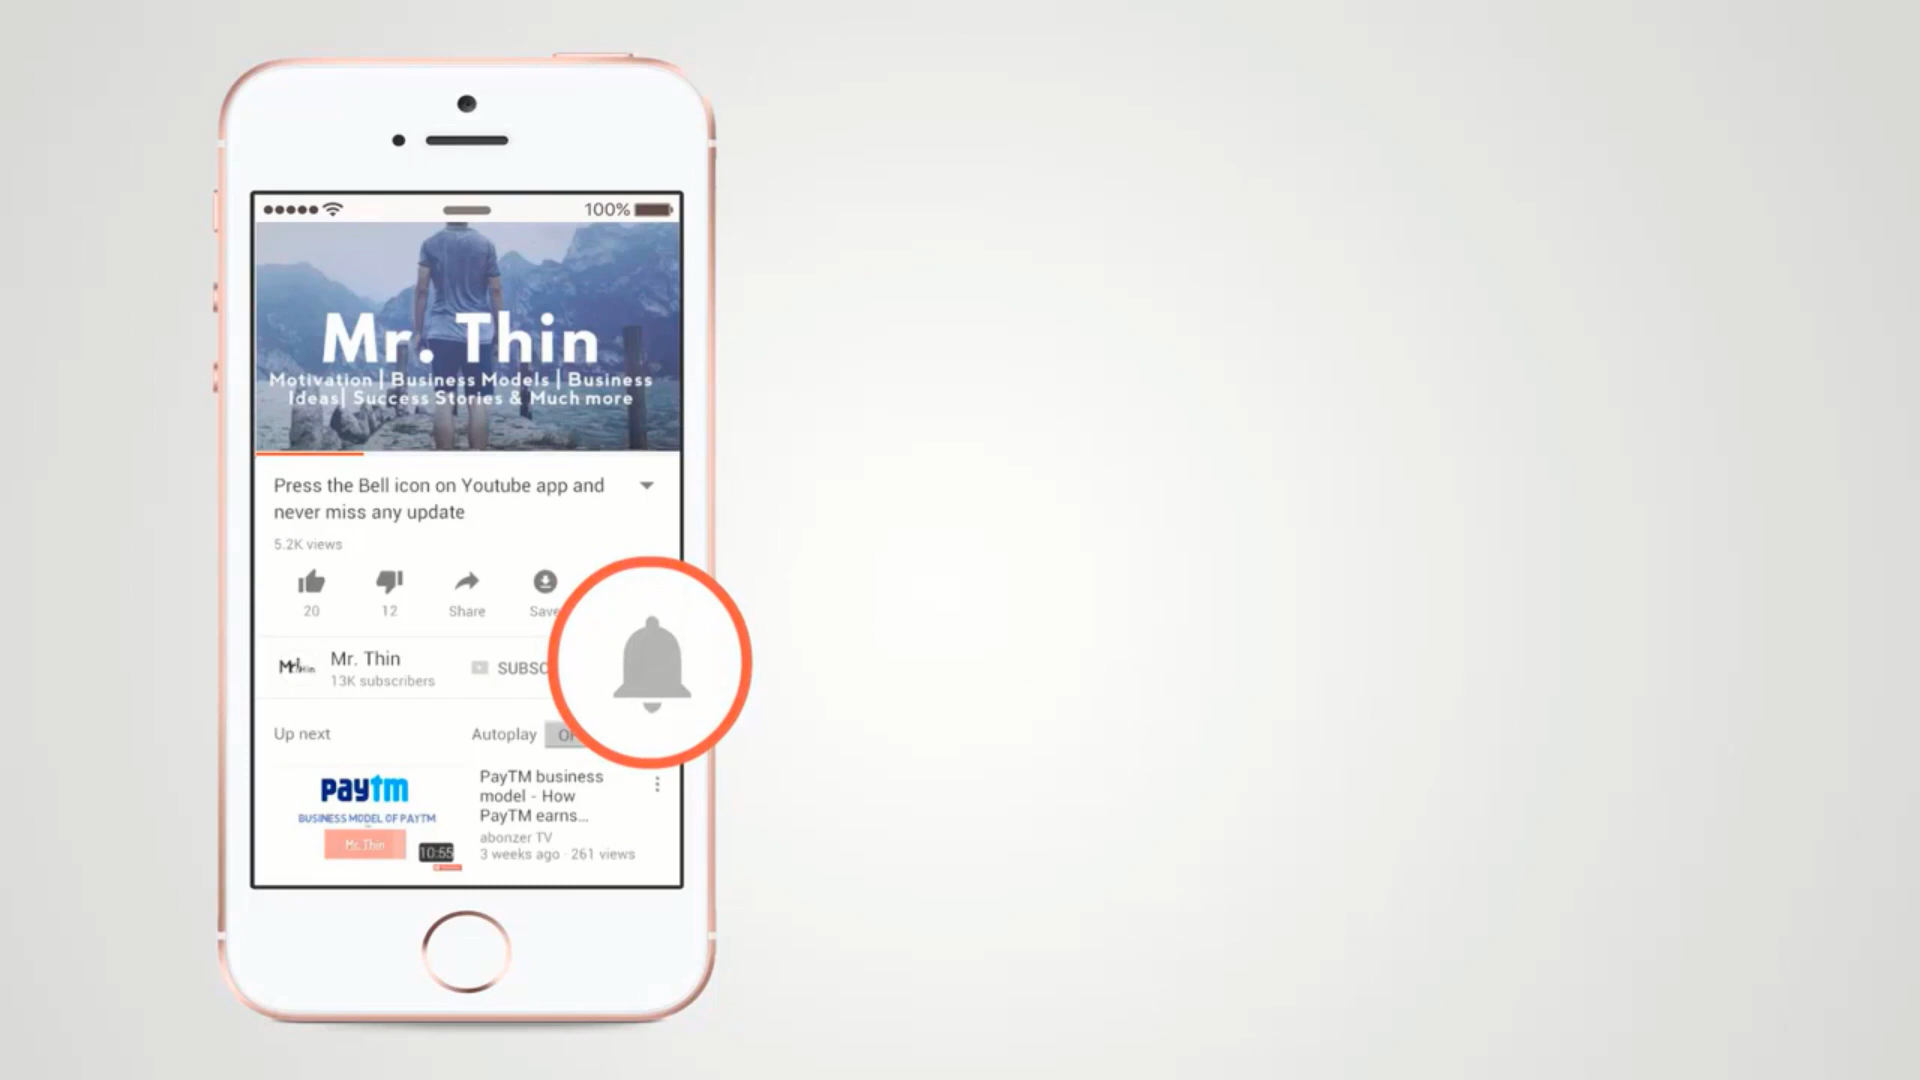 100%
Mr. Thin
Motivation | Business Models | Business
Ideas| Success Stories & Much more
Press the Bell icon on Youtube app and
never miss any update
5.2K views
20
12
Share
Save
Mr. Thin
Mr. Thin
13K subscribers
SUBSC
Up next
Autoplay
paytm
BUSINESS MODEL OF PAYTM
Mr. Thin
10:55
PayTM business
model - How
PayTM earns...
abonzer TV
3 weeks ago · 261 views